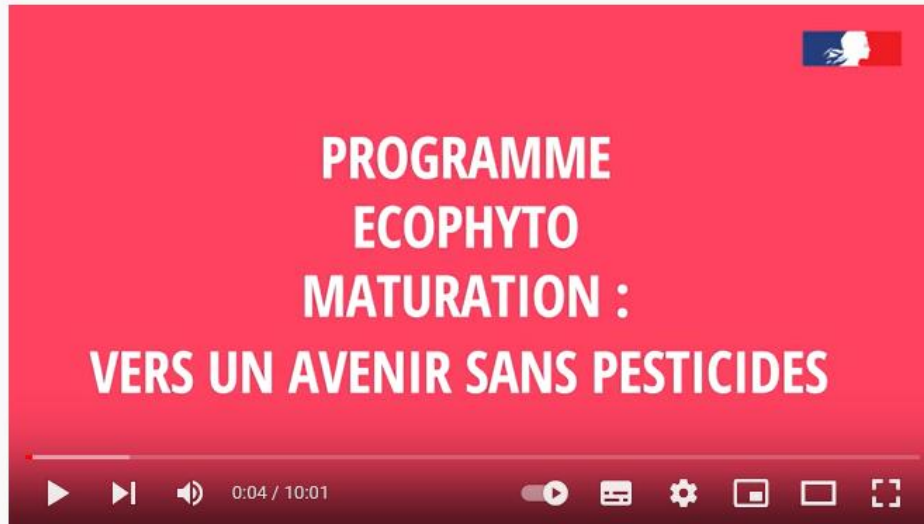 PROGRAMME
ECOPHYTO
MATURATION :
VERS UN AVENIR SANS PESTICIDES
0:04 / 10:01